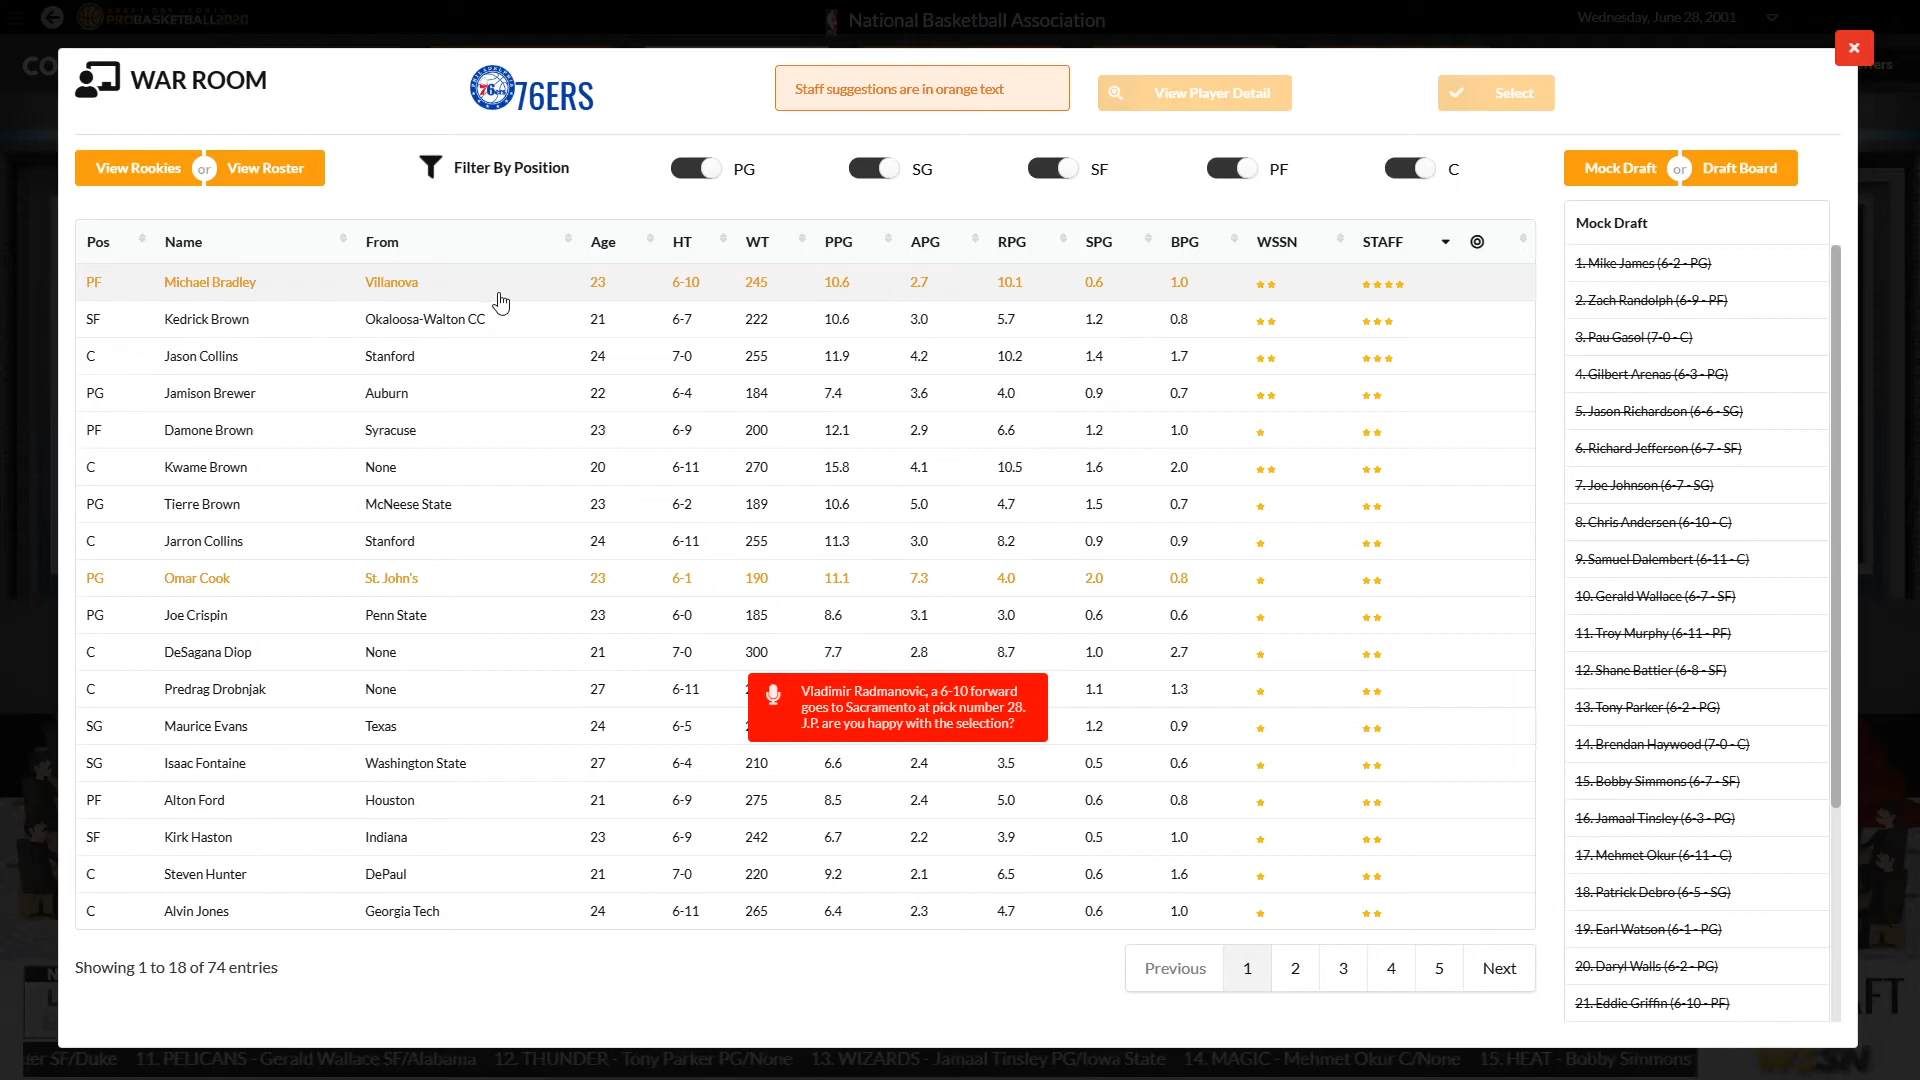 DRAFT DAY SPORTS
PROBASKETBALL2020
National Basketball Association
Wednesday, June 28, 2001
WAR ROOM
PHILADELPHIA
76ers
76ERS
Staff suggestions are in orange text
View Player Detail
Select
View Rookies or View Roster
Filter By Position
PG
SG
SF
PF
C
Mock Draft or Draft Board
Pos Name From Age HT WT PPG APG RPG SPG BPG WSSN STAFF
PF Michael Bradley Villanova 23 6-10 245 10.6 2.7 10.1 0.6 1.0
SF Kedrick Brown Okaloosa-Walton CC 21 6-7 222 10.6 3.0 5.7 1.2 0.8
C Jason Collins Stanford 24 7-0 255 11.9 4.2 10.2 1.4 1.7
PG Jamison Brewer Auburn 22 6-4 184 7.4 3.6 4.0 0.9 0.7
PF Damone Brown Syracuse 23 6-9 200 12.1 2.9 6.6 1.2 1.0
C Kwame Brown None 20 6-11 270 15.8 4.1 10.5 1.6 2.0
PG Tierre Brown McNeese State 23 6-2 189 10.6 5.0 4.7 1.5 0.7
C Jarron Collins Stanford 24 6-11 255 11.3 3.0 8.2 0.9 0.9
PG Omar Cook St. John's 23 6-1 190 11.1 7.3 4.0 2.0 0.8
PG Joe Crispin Penn State 23 6-0 185 8.6 3.1 3.0 0.6 0.6
C DeSagana Diop None 21 7-0 300 7.7 2.8 8.7 1.0 2.7
C Predrag Drobnjak None 27 6-11 1.1 1.3
SG Maurice Evans Texas 24 6-5 1.2 0.9
SG Isaac Fontaine Washington State 27 6-4 210 6.6 2.4 3.5 0.5 0.6
PF Alton Ford Houston 21 6-9 275 8.5 2.4 5.0 0.6 0.8
SF Kirk Haston Indiana 23 6-9 242 6.7 2.2 3.9 0.5 1.0
C Steven Hunter DePaul 21 7-0 220 9.2 2.1 6.5 0.6 1.6
C Alvin Jones Georgia Tech 24 6-11 265 6.4 2.3 4.7 0.6 1.0
Vladimir Radmanovic, a 6-10 forward
goes to Sacramento at pick number 28.
J.P. are you happy with the selection?
Showing 1 to 18 of 74 entries
Previous 1 2 3 4 5 Next
Mock Draft
1. Mike James (6-2 - PG)
2. Zach Randolph (6-9 - PF)
3. Pau Gasol (7-0 - C)
4. Gilbert Arenas (6-3 - PG)
5. Jason Richardson (6-6 - SG)
6. Richard Jefferson (6-7 - SF)
7. Joe Johnson (6-7 - SG)
8. Chris Andersen (6-10 - C)
9. Samuel Dalembert (6-11 - C)
10. Gerald Wallace (6-7 - SF)
11. Troy Murphy (6-11 - PF)
12. Shane Battier (6-8 - SF)
13. Tony Parker (6-2 - PG)
14. Brendan Haywood (7-0 - C)
15. Bobby Simmons (6-7 - SF)
16. Jamaal Tinsley (6-3 - PG)
17. Mehmet Okur (6-11 - C)
18. Patrick Debro (6-5 - SG)
19. Earl Watson (6-1 - PG)
20. Daryl Walls (6-2 - PG)
21. Eddie Griffin (6-10 - PF)
er SF/Duke 11. PELICANS - Gerald Wallace SF/Alabama 12. THUNDER - Tony Parker PG/None 13. WIZARDS - Jamaal Tinsley PG/Iowa State 14. MAGIC - Mehmet Okur C/None 15. HEAT - Bobby Simmons
WSSN